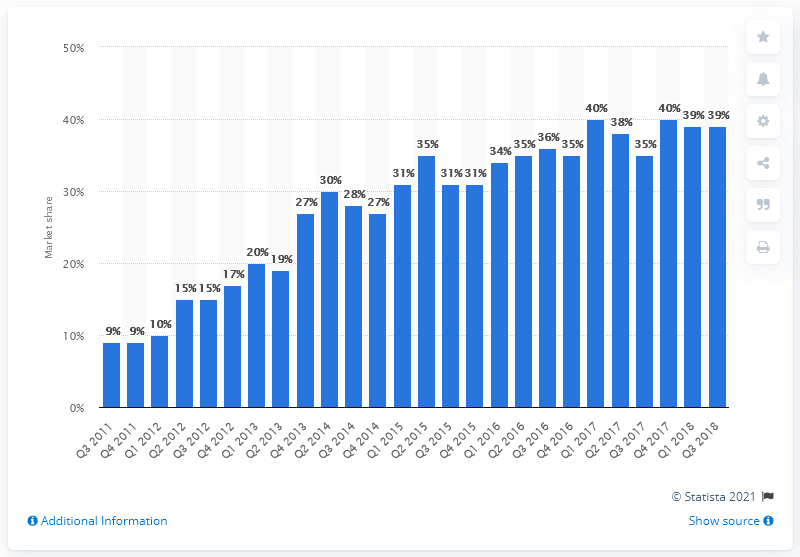 50%
40%
30%
20%
10%
0%
Market share
9%
9%
10%
15%
15%
17%
20%
19%
27%
30%
28%
27%
31%
35%
31%
31%
34%
35%
36%
35%
40%
38%
35%
40%
39%
39%
Q3 2011
Q4 2011
Q1 2012
Q2 2012
Q3 2012
Q4 2012
Q1 2013
Q2 2013
Q4 2013
Q2 2014
Q3 2014
Q4 2014
Q1 2015
Q2 2015
Q3 2015
Q4 2015
Q1 2016
Q2 2016
Q3 2016
Q4 2016
Q1 2017
Q2 2017
Q3 2017
Q4 2017
Q1 2018
Q3 2018
© Statista 2021
Additional Information
Show source